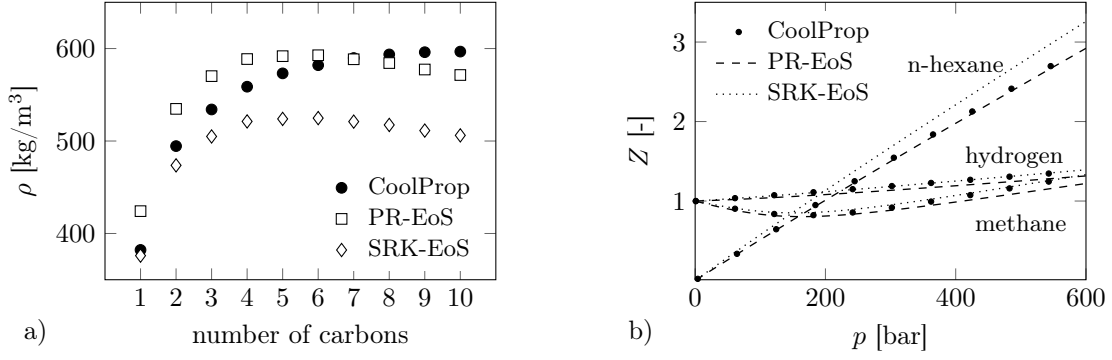 600
500
400
ρ [kg/m³]
CoolProp
PR-EoS
SRK-EoS
1 2 3 4 5 6 7 8 9 10
number of carbons
a)
3
2
1
Z [-]
CoolProp
PR-EoS
SRK-EoS
n-hexane
hydrogen
methane
0 200 400 600
p [bar]
b)